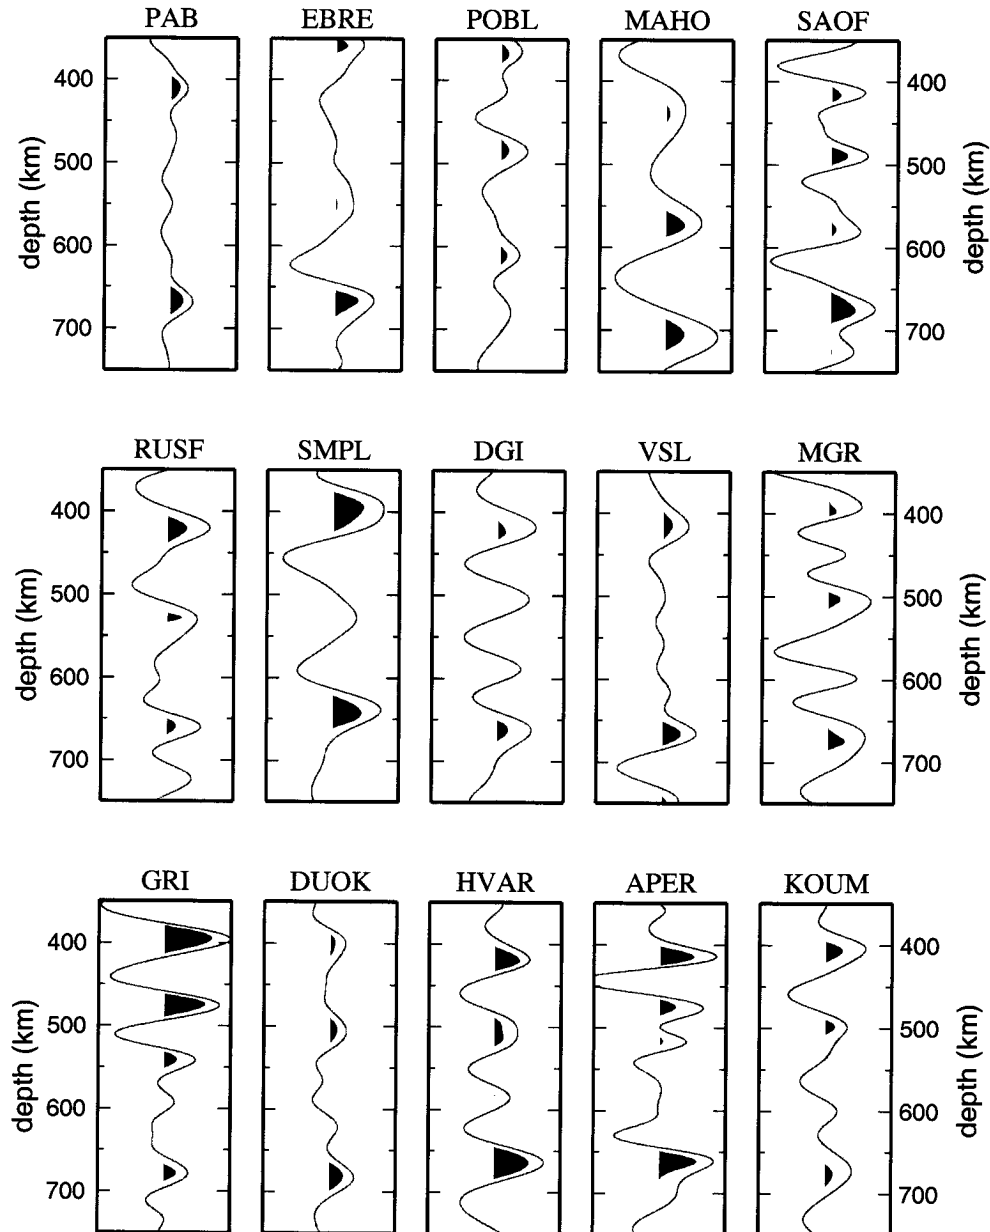 PAB EBRE POBL MAHO SAOF
400 400
500 500
600 600
700 700
depth (km) depth (km)
RUSF SMPL DGI VSL MGR
400 400
500 500
600 600
700 700
depth (km) depth (km)
GRI DUOK HVAR APER KOUM
400 400
500 500
600 600
700 700
depth (km) depth (km)